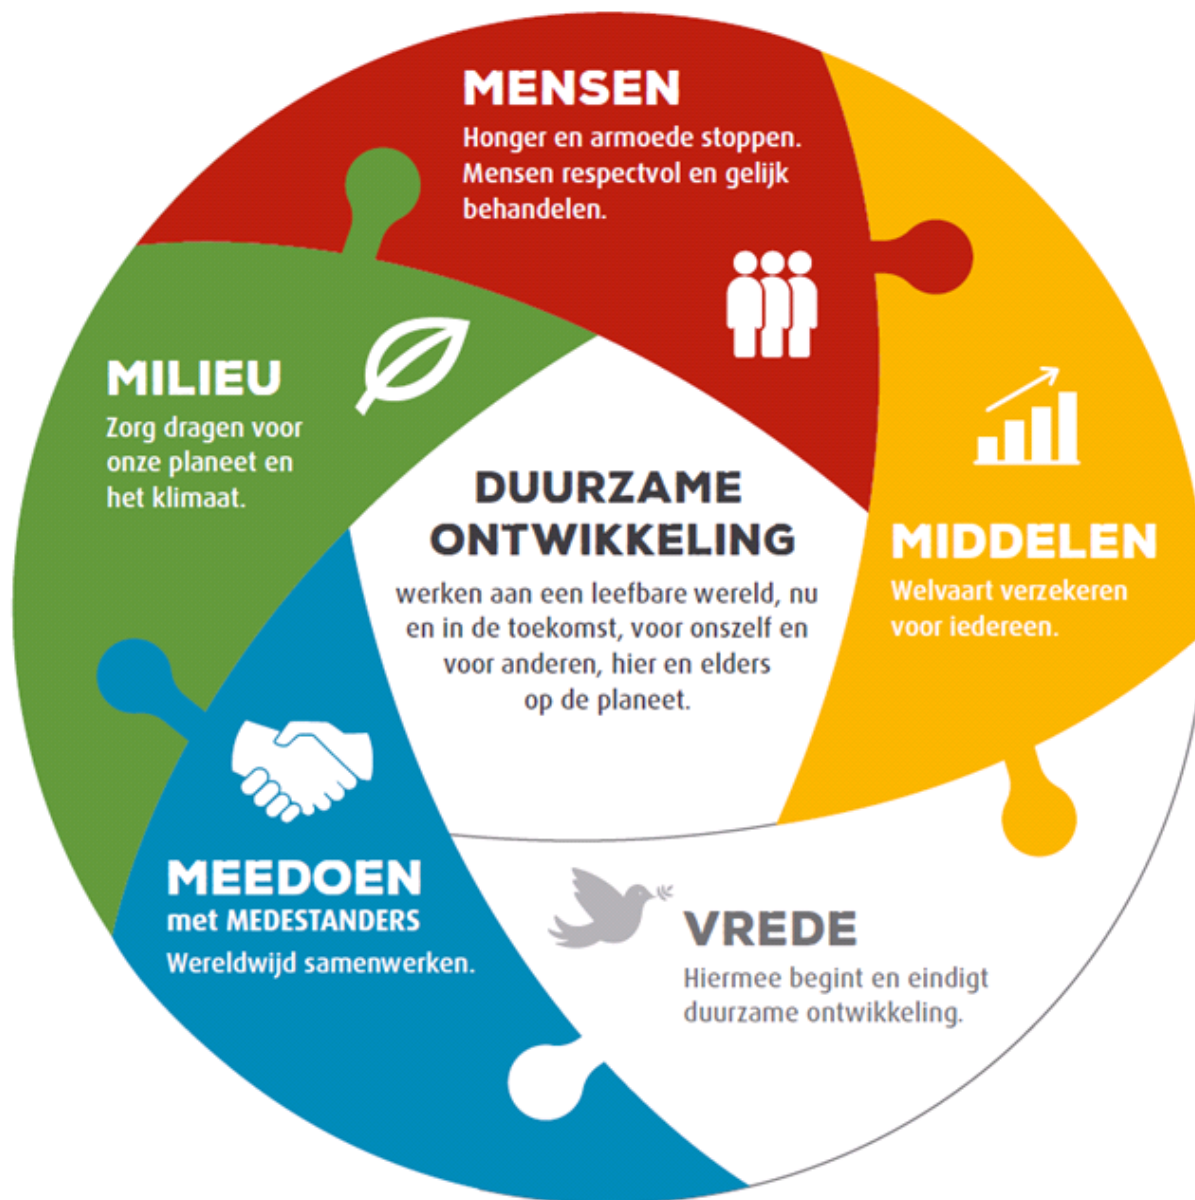 MENSEN
Honger en armoede stoppen.
Mensen respectvol en gelijk
behandelen.
MILIEU
Zorg dragen voor
onze planeet en
het klimaat.
DUURZAME
ONTWIKKELING
werken aan een leefbare wereld, nu
en in de toekomst, voor onszelf en
voor anderen, hier en elders
op de planeet.
MIDDELEN
Welvaart verzekeren
voor iedereen.
MEEDOEN
met MEDESTANDERS
Wereldwijd samenwerken.
VREDE
Hiermee begint en eindigt
duurzame ontwikkeling.